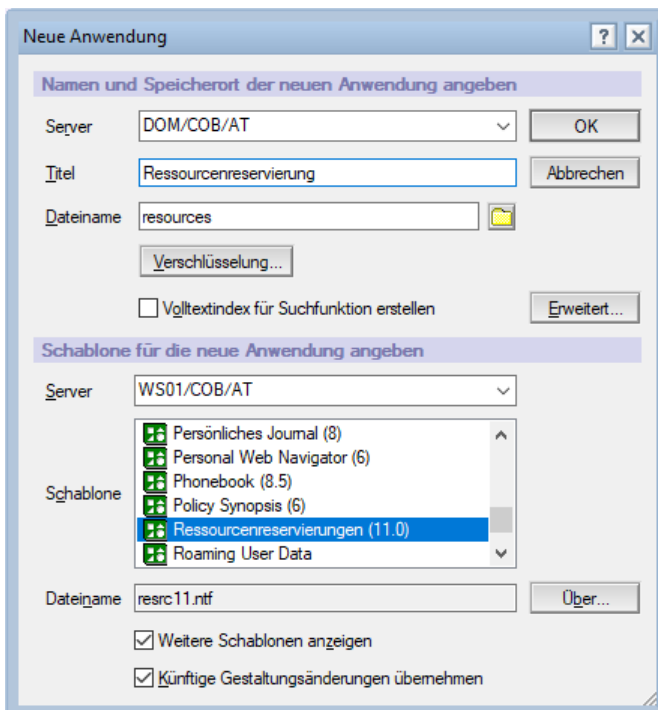 Neue Anwendung
Namen und Speicherort der neuen Anwendung angeben
Server DOM/COB/AT OK
Titel Ressourcenreservierung Abbrechen
Dateiname resources
Verschlüsselung...
Volltextindex für Suchfunktion erstellen Erweitert...
Schablone für die neue Anwendung angeben
Server WS01/COB/AT
Persönliches Journal (8)
Personal Web Navigator (6)
Phonebook (8.5)
Schablone Policy Synopsis (6)
Ressourcenreservierungen (11.0)
Roaming User Data
Dateiname resrc11.ntf Über...
Weitere Schablonen anzeigen
Künftige Gestaltungsänderungen übernehmen